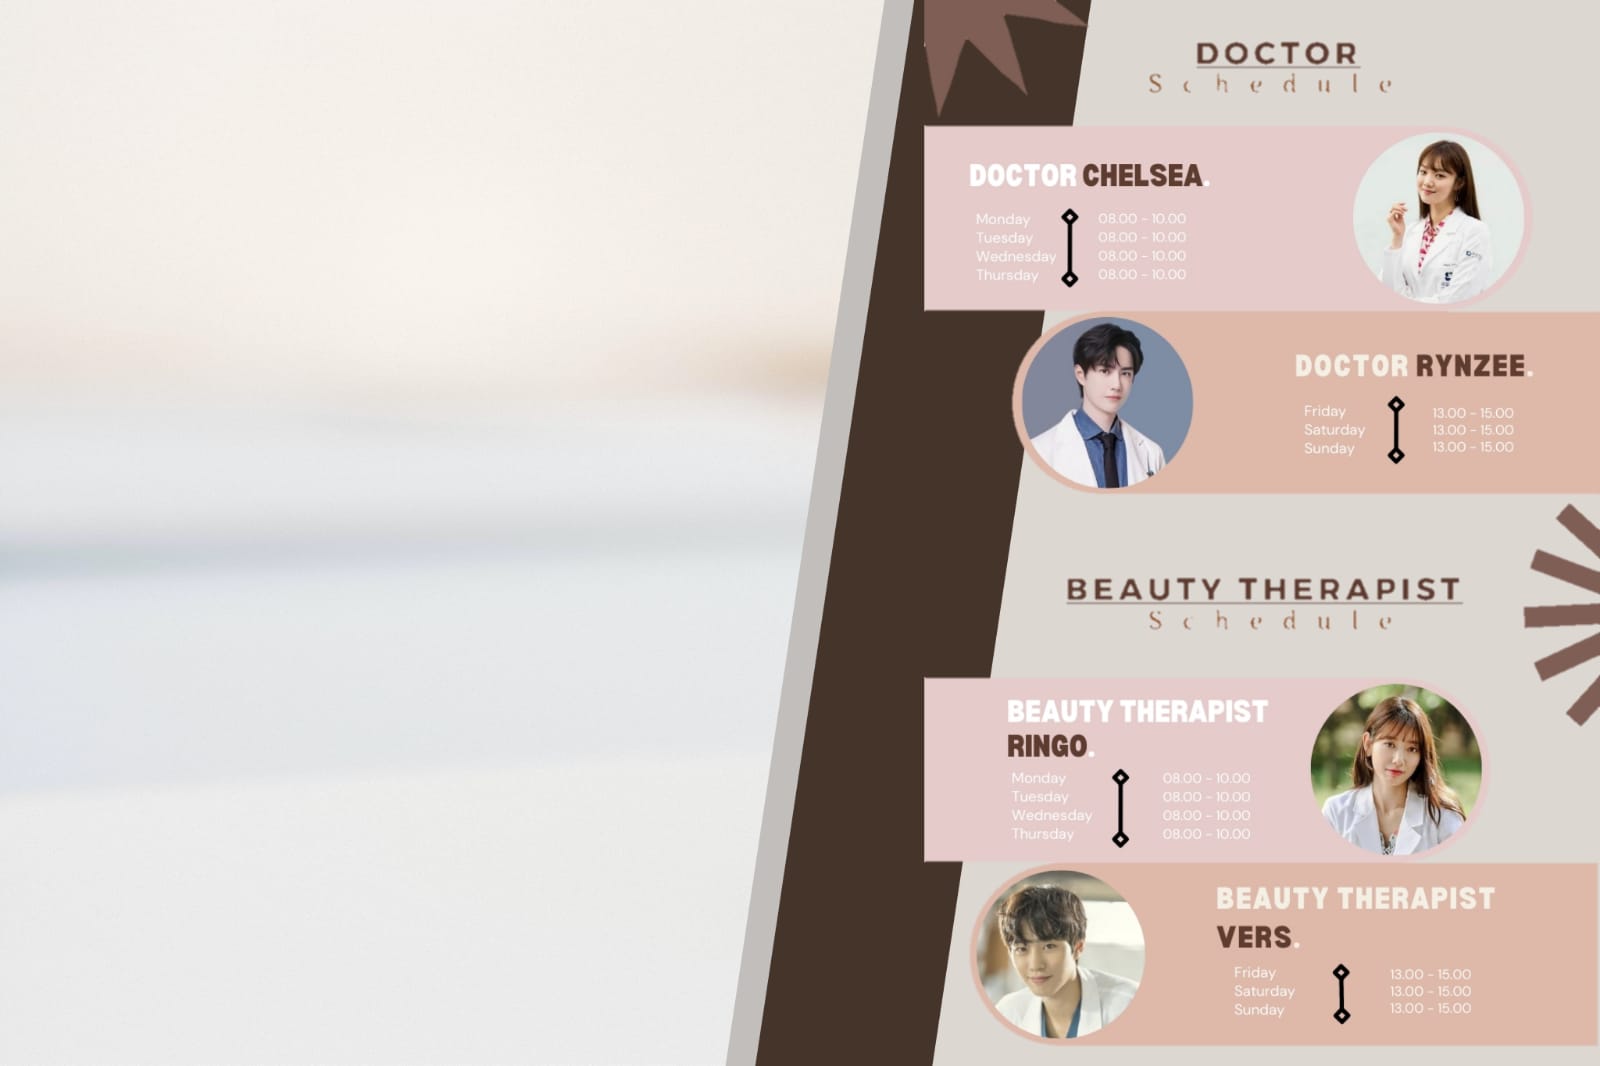 DOCTOR
Schedule
DOCTOR CHELSEA.
Monday 08.00 - 10.00
Tuesday 08.00 - 10.00
Wednesday 08.00 - 10.00
Thursday 08.00 - 10.00
DOCTOR RYNZEE.
Friday 13.00 - 15.00
Saturday 13.00 - 15.00
Sunday 13.00 - 15.00
BEAUTY THERAPIST
Schedule
BEAUTY THERAPIST
RINGO.
Monday 08.00 - 10.00
Tuesday 08.00 - 10.00
Wednesday 08.00 - 10.00
Thursday 08.00 - 10.00
BEAUTY THERAPIST
VERS.
Friday 13.00 - 15.00
Saturday 13.00 - 15.00
Sunday 13.00 - 15.00